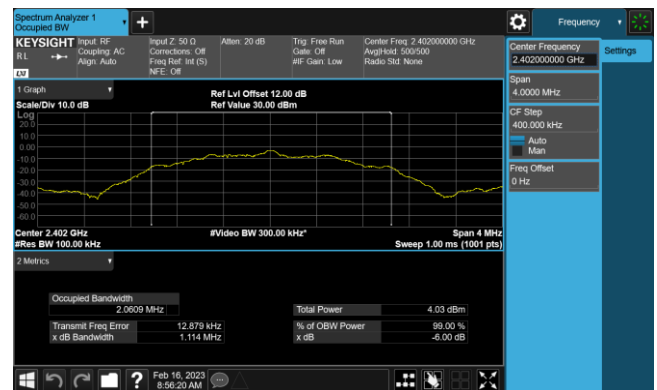 Spectrum Analyzer 1
Occupied BW
Frequency
KEYSIGHT
Input: RF
Coupling: AC
Align: Auto
Input Z: 50 Ω
Corrections: Off
Freq Ref: Int (S)
NFE: Off
Atten: 20 dB
Trig: Free Run
Gate: Off
#IF Gain: Low
Center Freq: 2.402000000 GHz
Avg|Hold: 500/500
Radio Std: None
R L
LXI
Center Frequency
2.402000000 GHz
Settings
Span
4.0000 MHz
CF Step
400.000 kHz
Auto
Man
Freq Offset
0 Hz
1 Graph
Scale/Div 10.0 dB
Ref Lvl Offset 12.00 dB
Ref Value 30.00 dBm
Log
20.0
10.0
0.00
-10.0
-20.0
-30.0
-40.0
-50.0
-60.0
Center 2.402 GHz
#Res BW 100.00 kHz
#Video BW 300.00 kHz*
Span 4 MHz
Sweep 1.00 ms (1001 pts)
2 Metrics
Occupied Bandwidth
2.0609 MHz
Total Power 4.03 dBm
Transmit Freq Error 12.879 kHz
% of OBW Power 99.00 %
x dB Bandwidth 1.114 MHz
x dB -6.00 dB
Feb 16, 2023
8:56:20 AM